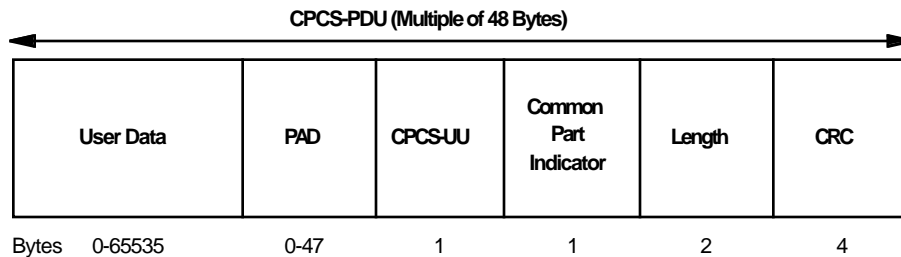 CPCS-PDU (Multiple of 48 Bytes)
User Data PAD CPCS-UU Common Part Indicator Length CRC
Bytes 0-65535 0-47 1 1 2 4